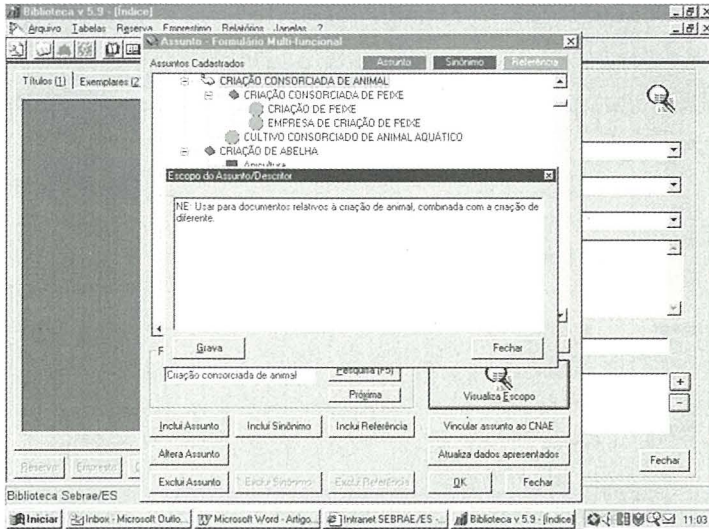 Biblioteca v 5.9 - [Índice]
Arquivo Tabelas Reserva Emprestimo Relatórios Janelas ?
Assunto - Formulário Multi-funcional
Assuntos Cadastrados Assunto Sinônimo Referência
Títulos (1) Exemplares (2
CRIAÇÃO CONSORCIADA DE ANIMAL
CRIAÇÃO CONSORCIADA DE PEIXE
CRIAÇÃO DE PEIXE
EMPRESA DE CRIAÇÃO DE PEIXE
CULTIVO CONSORCIADO DE ANIMAL AQUÁTICO
CRIAÇÃO DE ABELHA
Apicultura
Escopo do Assunto/Descritor
NE: Usar para documentos relativos à criação de animal, combinada com a criação de
diferente.
Grava Fechar
Criação consorciada de animal
Pesquisa (F5)
Próxima
Visualiza Escopo
Inclui Assunto Inclui Sinônimo Inclui Referência Vincular assunto ao CNAE
Altera Assunto Atualiza dados apresentados
Exclui Assunto Exclui Sinônimo Exclui Referência OK Fechar
Reserva Empresta Fechar
Biblioteca Sebrae/ES
Iniciar Inbox - Microsoft Outlo... Microsoft Word - Artigo... Intranet SEBRAE/ES -... Biblioteca v 5.9 - [Índice] 11:03